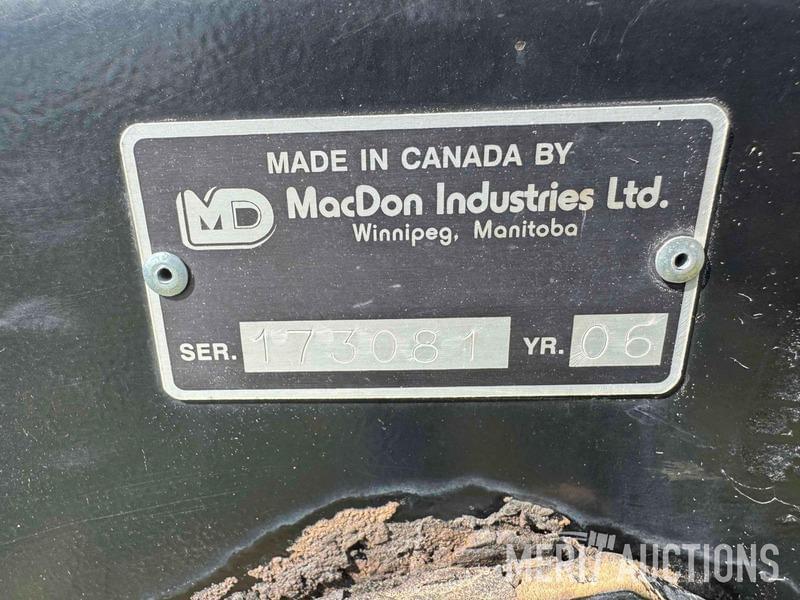 MADE IN CANADA BY
MD MacDon Industries Ltd.
Winnipeg, Manitoba
SER. 173081 YR. 06
MERIT AUCTIONS